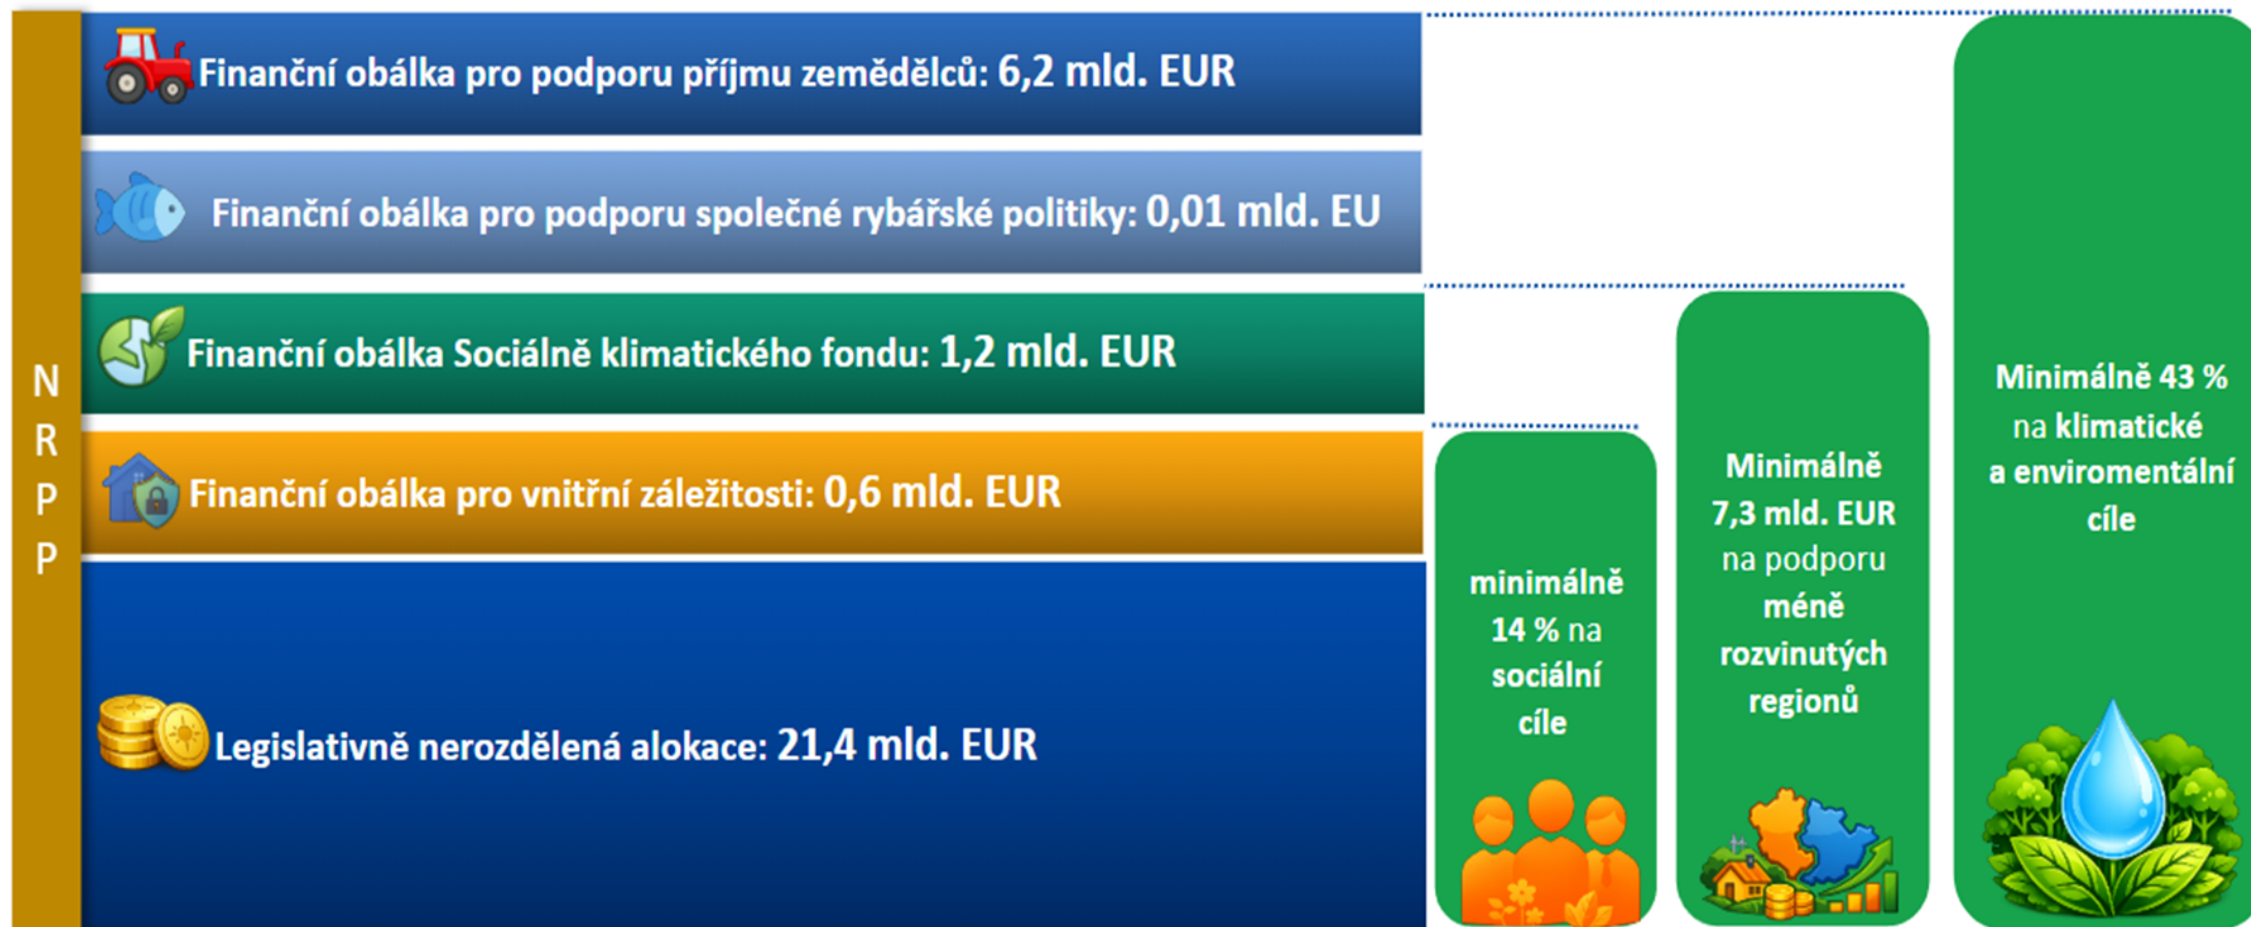 N
R
P
P
Finanční obálka pro podporu příjmu zemědělců: 6,2 mld. EUR
Finanční obálka pro podporu společné rybářské politiky: 0,01 mld. EU
Finanční obálka Sociálně klimatického fondu: 1,2 mld. EUR
Finanční obálka pro vnitřní záležitosti: 0,6 mld. EUR
Legislativně nerozdělená alokace: 21,4 mld. EUR
minimálně
14 % na
sociální
cíle
Minimálně
7,3 mld. EUR
na podporu
méně
rozvinutých
regionů
Minimálně 43 %
na klimatické
a enviromentální
cíle